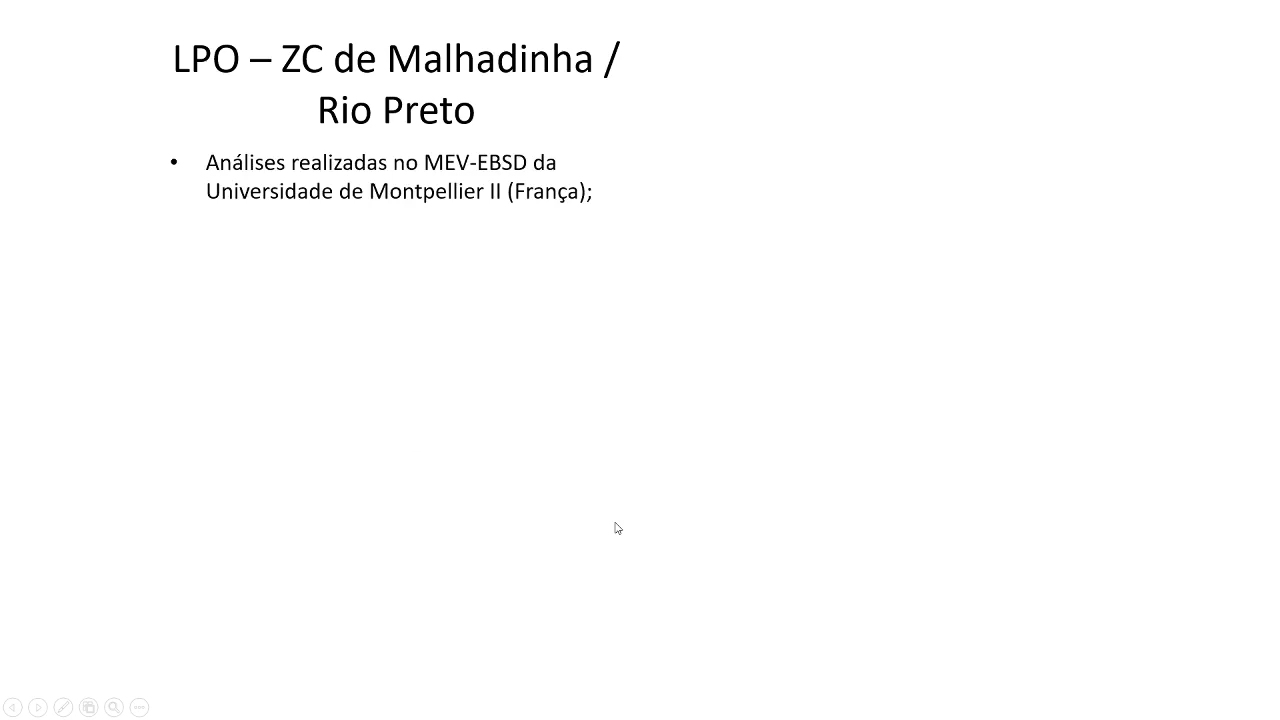 LPO – ZC de Malhadinha /
Rio Preto
• Análises realizadas no MEV-EBSD da
Universidade de Montpellier II (França);